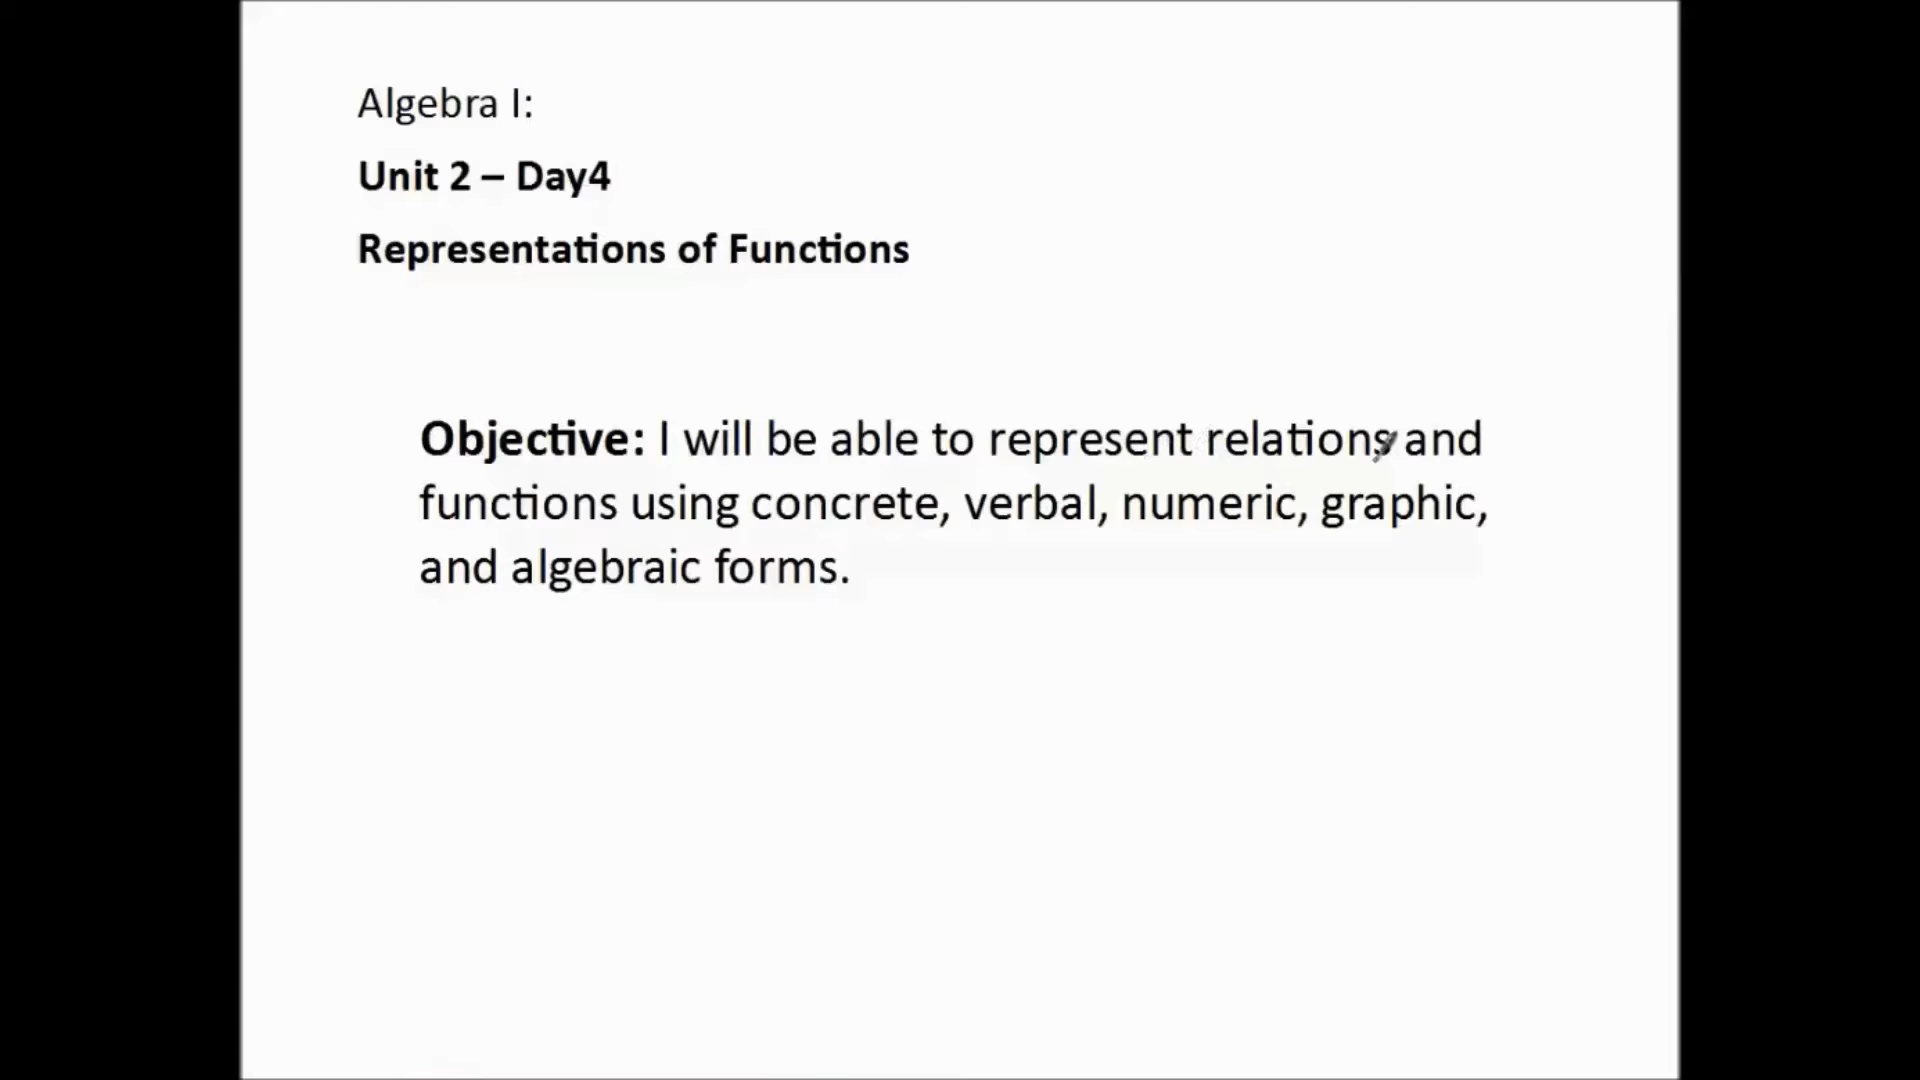 Algebra I:
Unit 2 – Day4
Representations of Functions
Objective: I will be able to represent relations and
functions using concrete, verbal, numeric, graphic,
and algebraic forms.